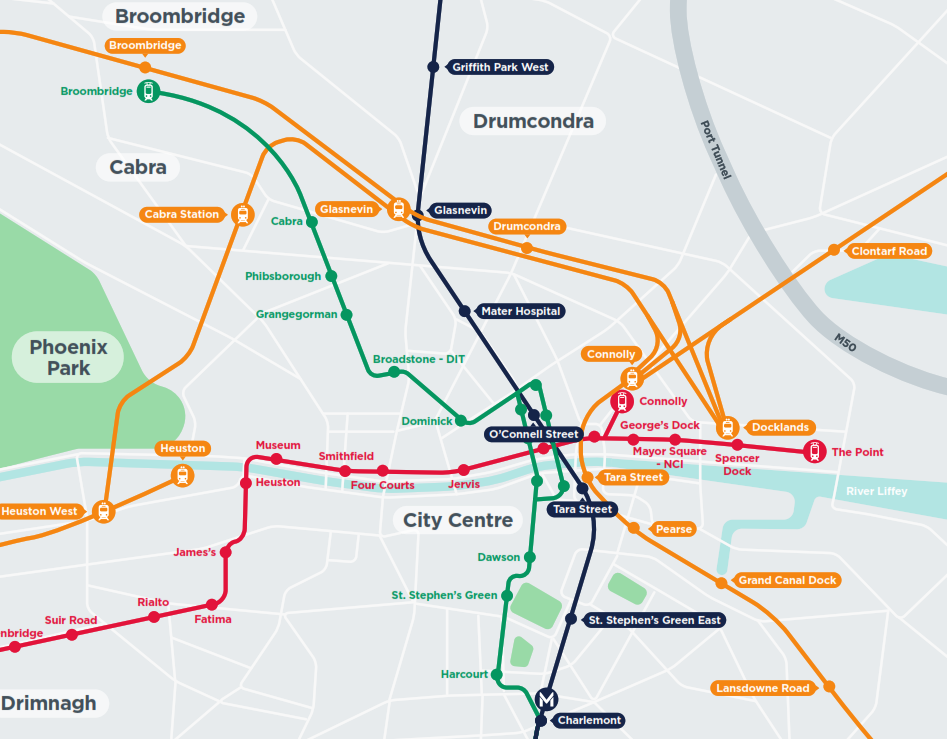 Broombridge
Broombridge
Griffith Park West
Broombridge
Drumcondra
Port Tunnel
Cabra
Cabra Station
Glasnevin
Glasnevin
Cabra
Drumcondra
Clontarf Road
Phibsborough
Grangegorman
Mater Hospital
M50
Phoenix
Park
Broadstone - DIT
Connolly
Connolly
Dominick
George's Dock
Docklands
O'Connell Street
Museum
Heuston
Smithfield
Mayor Square
- NCI
Spencer
Dock
The Point
Heuston
Four Courts
Jervis
Tara Street
River Liffey
Heuston West
City Centre
Tara Street
Pearse
James's
Dawson
Grand Canal Dock
St. Stephen's Green
Rialto
Suir Road
Fatima
St. Stephen's Green East
nbridge
Harcourt
Lansdowne Road
Drimnagh
M
Charlemont